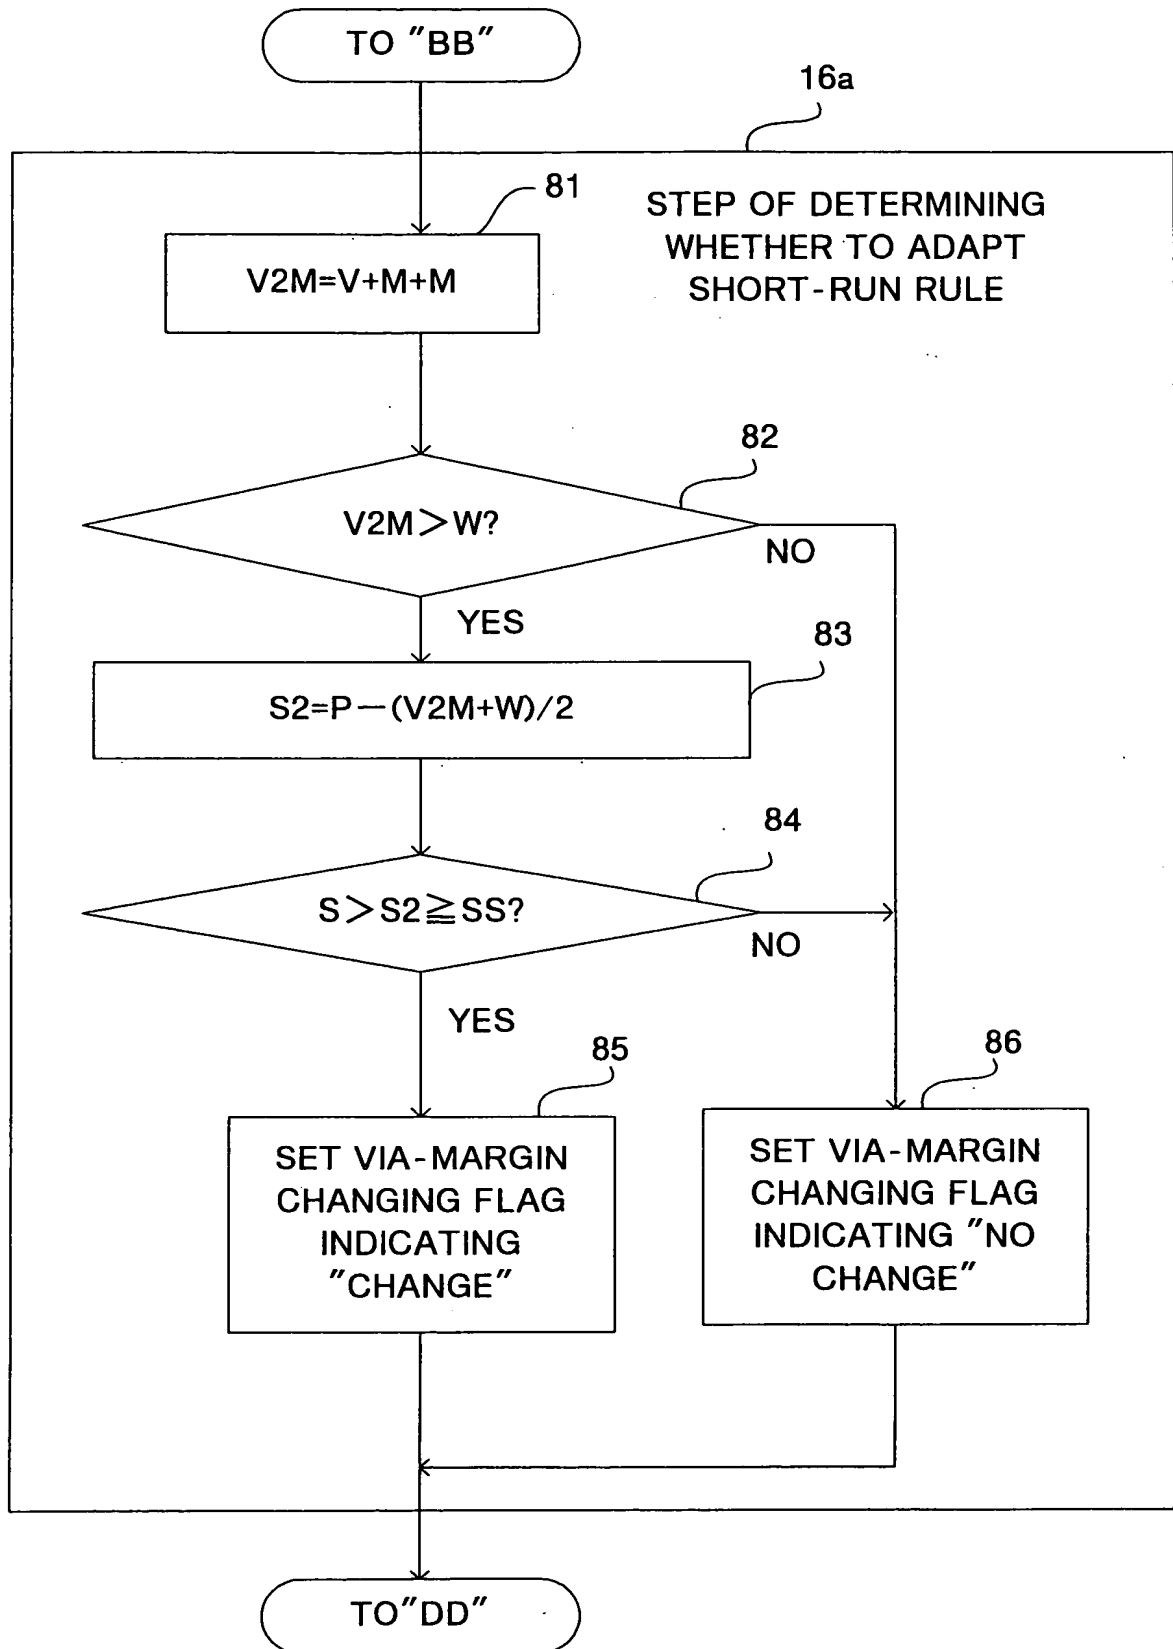 TO "BB"
16a
81
STEP OF DETERMINING
WHETHER TO ADAPT
SHORT-RUN RULE
V2M=V+M+M
82
V2M>W?
NO
YES
83
S2=P—(V2M+W)/2
84
S>S2≧SS?
NO
YES
85
86
SET VIA-MARGIN
CHANGING FLAG
INDICATING
"CHANGE"
SET VIA-MARGIN
CHANGING FLAG
INDICATING "NO
CHANGE"
TO"DD"